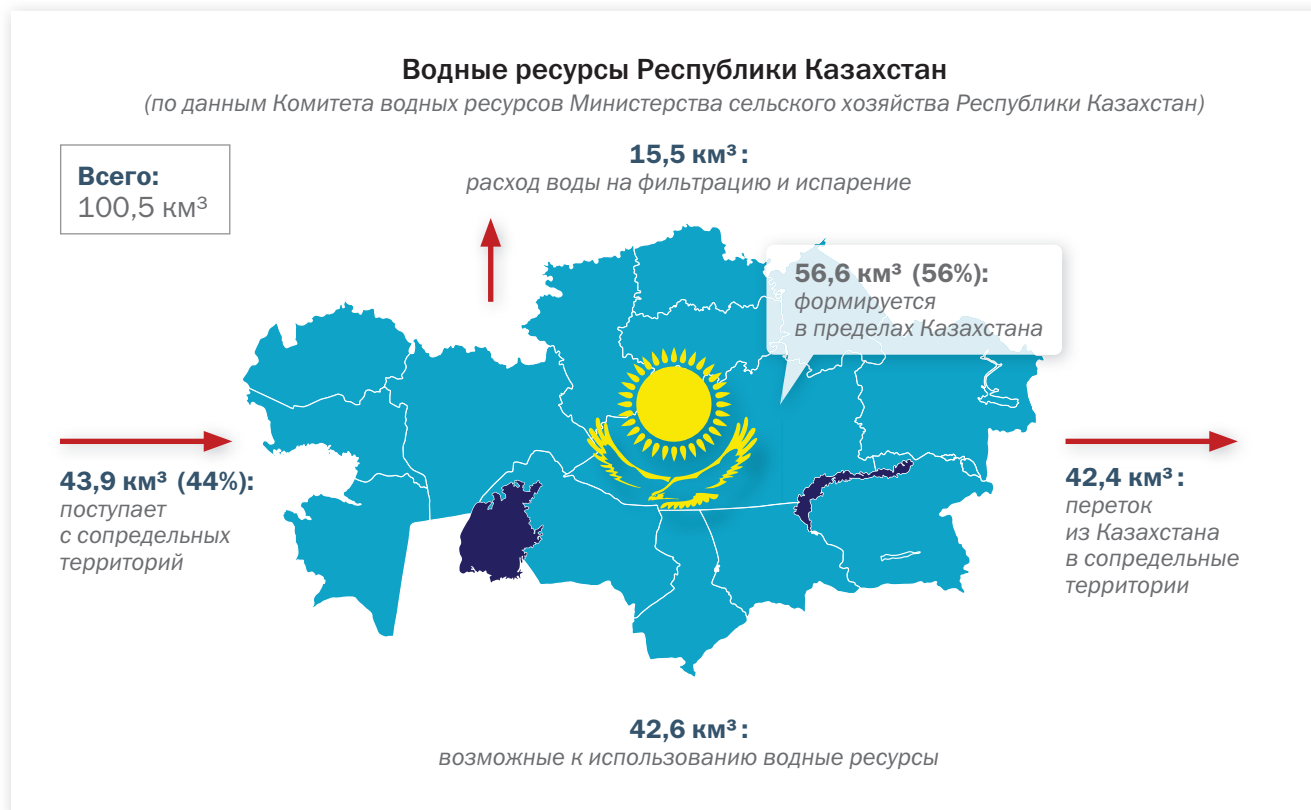 Водные ресурсы Республики Казахстан
(по данным Комитета водных ресурсов Министерства сельского хозяйства Республики Казахстан)
Всего:
100,5 км³
15,5 км³ :
расход воды на фильтрацию и испарение
56,6 км³ (56%):
формируется
в пределах Казахстана
43,9 км³ (44%):
поступает
с сопредельных
территорий
42,4 км³ :
переток
из Казахстана
в сопредельные
территории
42,6 км³ :
возможные к использованию водные ресурсы